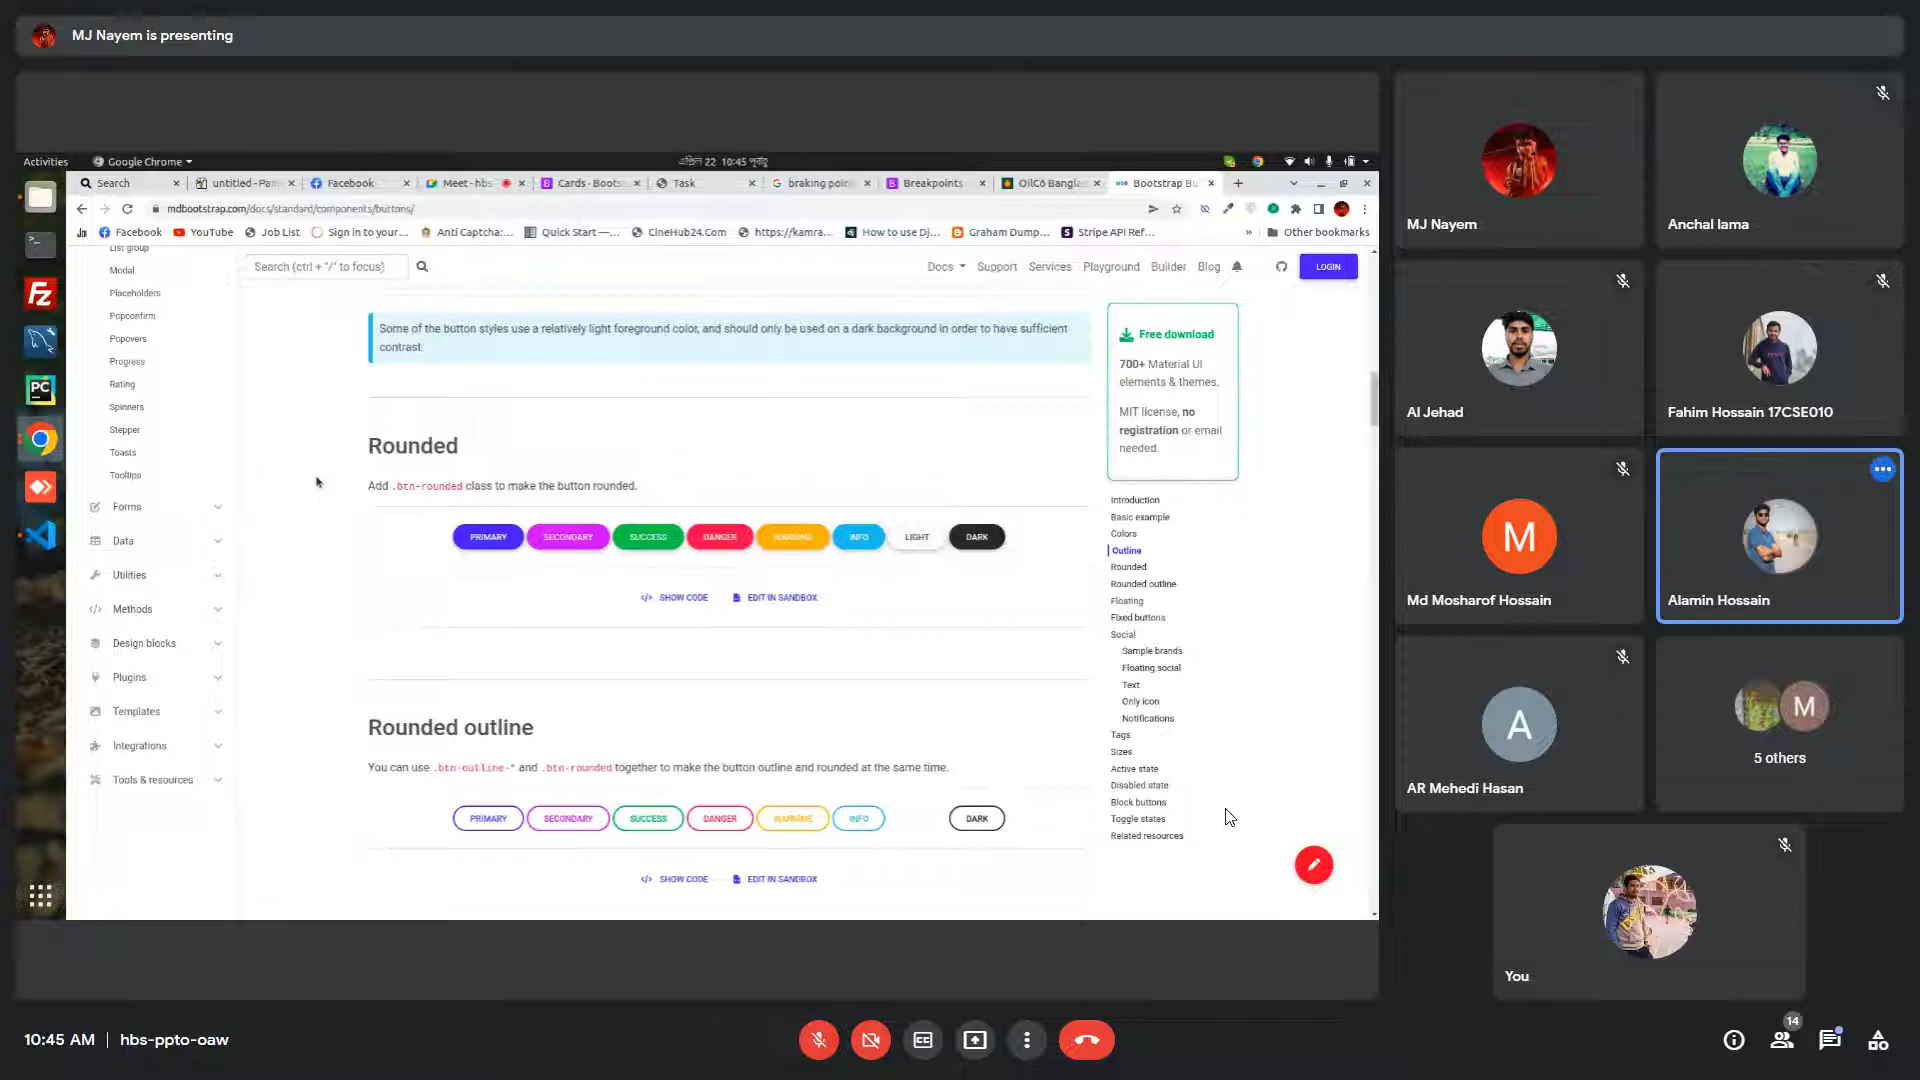 MJ Nayem is presenting
Activities
Google Chrome
এপ্রিল 22 10:45
Search
Facebook
Meet - hbs
Cards · Boots
Task
braking poi
Breakpoints
OilCo Bangla
Bootstrap Bu
mdbootstrap.com/docs/standard/components/buttons/
Facebook
YouTube
Job List
Sign in to your...
Anti Captcha:...
Quick Start —...
CineHub24.Com
https://kamra...
How to use Dj...
Graham Dump...
Stripe API Ref...
»
Other bookmarks
List group
Modal
Placeholders
Popconfirm
Popovers
Progress
Rating
Spinners
Stepper
Toasts
Tooltips
Forms
Data
Utilities
Methods
Design blocks
Plugins
Templates
Integrations
Tools & resources
Search (ctrl + "/" to focus)
Docs
Support
Services
Playground
Builder
Blog
LOGIN
Some of the button styles use a relatively light foreground color, and should only be used on a dark background in order to have sufficient
contrast.
Rounded
Add .btn-rounded class to make the button rounded.
PRIMARY
SECONDARY
SUCCESS
DANGER
WARNING
INFO
LIGHT
DARK
SHOW CODE
EDIT IN SANDBOX
Rounded outline
You can use .btn-outline-* and .btn-rounded together to make the button outline and rounded at the same time.
PRIMARY
SECONDARY
SUCCESS
DANGER
WARNING
INFO
DARK
SHOW CODE
EDIT IN SANDBOX
Free download
700+ Material UI
elements & themes.
MIT license, no
registration or email
needed.
Introduction
Basic example
Colors
Outline
Rounded
Rounded outline
Floating
Fixed buttons
Social
Sample brands
Floating social
Text
Only icon
Notifications
Tags
Sizes
Active state
Disabled state
Block buttons
Toggle states
Related resources
Fz
PC
MJ Nayem
Anchal lama
Al Jehad
Fahim Hossain 17CSE010
M
Md Mosharof Hossain
Alamin Hossain
A
AR Mehedi Hasan
M
5 others
You
10:45 AM | hbs-ppto-oaw
14